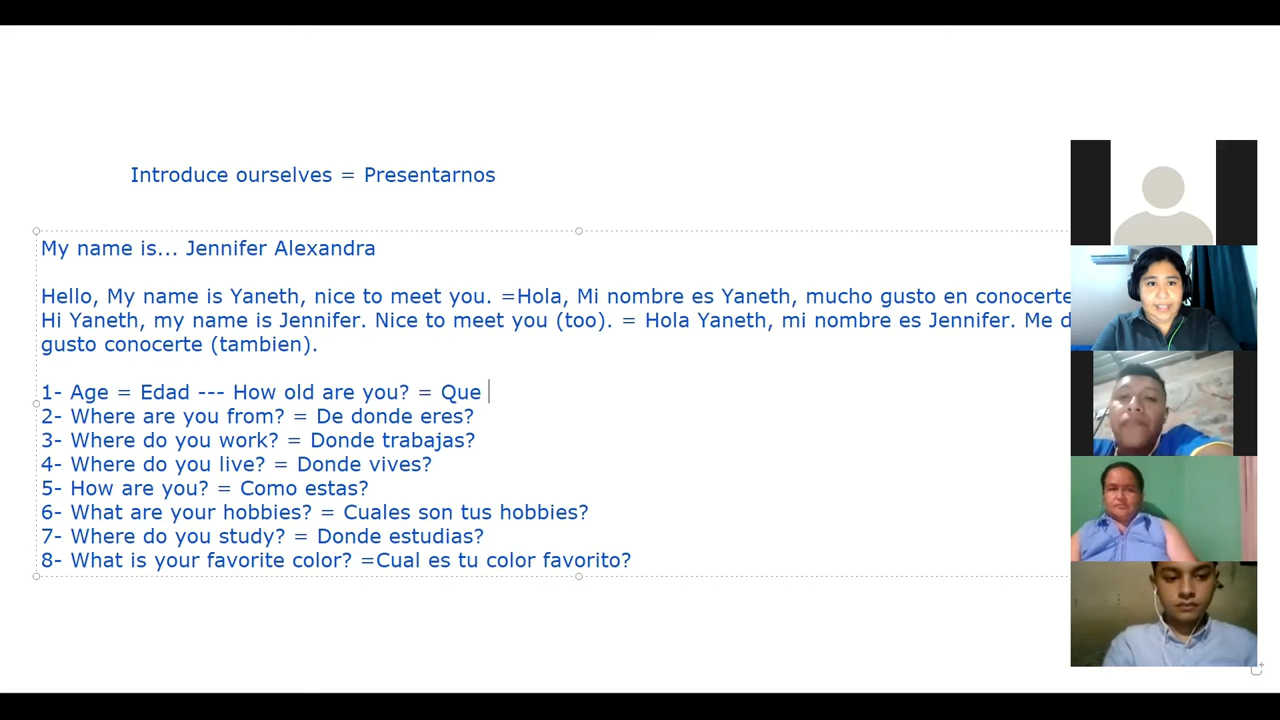 Introduce ourselves = Presentarnos
My name is... Jennifer Alexandra
Hello, My name is Yaneth, nice to meet you. =Hola, Mi nombre es Yaneth, mucho gusto en conocerte
Hi Yaneth, my name is Jennifer. Nice to meet you (too). = Hola Yaneth, mi nombre es Jennifer. Me
gusto conocerte (tambien).
1- Age = Edad --- How old are you? = Que
2- Where are you from? = De donde eres?
3- Where do you work? = Donde trabajas?
4- Where do you live? = Donde vives?
5- How are you? = Como estas?
6- What are your hobbies? = Cuales son tus hobbies?
7- Where do you study? = Donde estudias?
8- What is your favorite color? =Cual es tu color favorito?